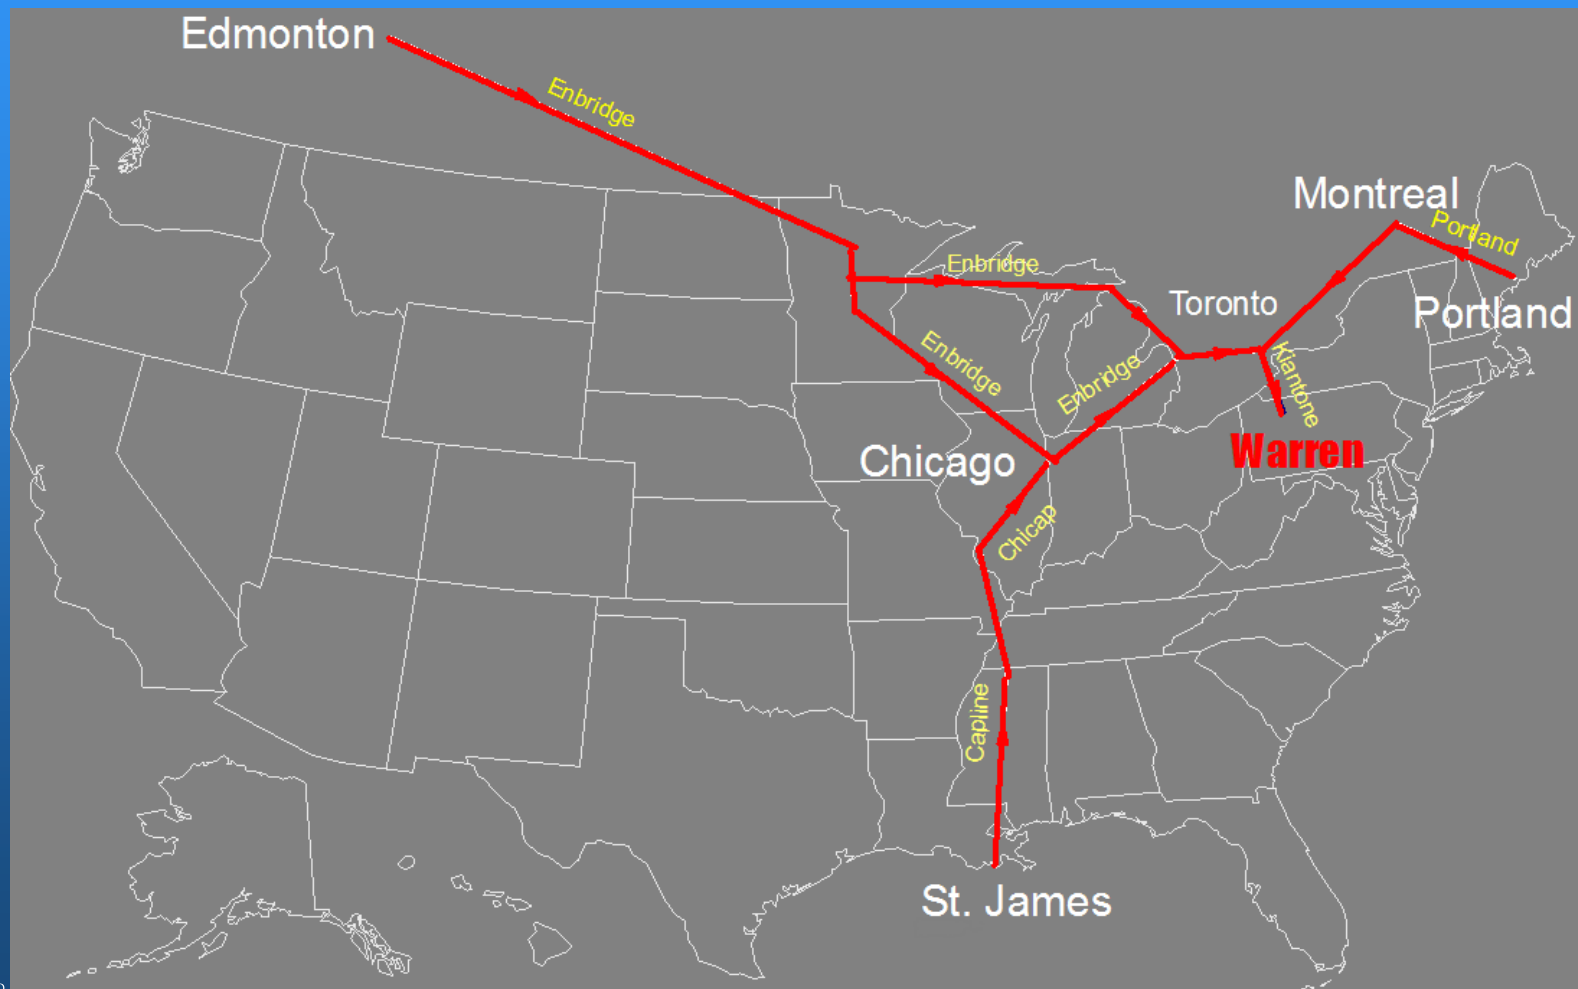 Edmonton
Enbridge
Montreal
Portland
Enbridge
Toronto
Portland
Enbridge
Enbridge
Kiantone
Warren
Chicago
Chicap
Capline
St. James